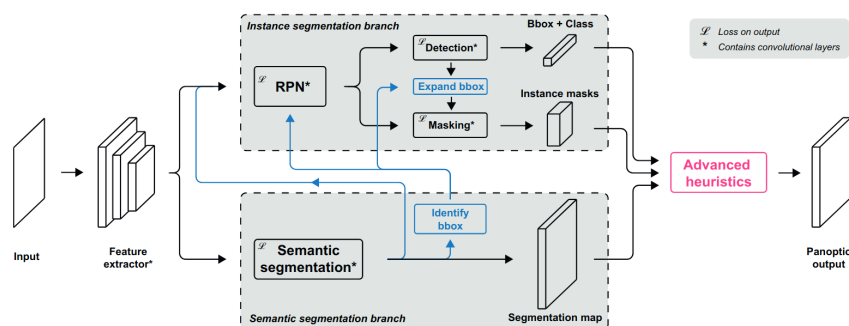 Instance segmentation branch
Bbox + Class
ℒ Loss on output
* Contains convolutional layers
ℒ Detection*
ℒ RPN*
Expand bbox
Instance masks
ℒ Masking*
Advanced
heuristics
Input
Feature
extractor*
Identify
bbox
ℒ Semantic
segmentation*
Panoptic
output
Segmentation map
Semantic segmentation branch